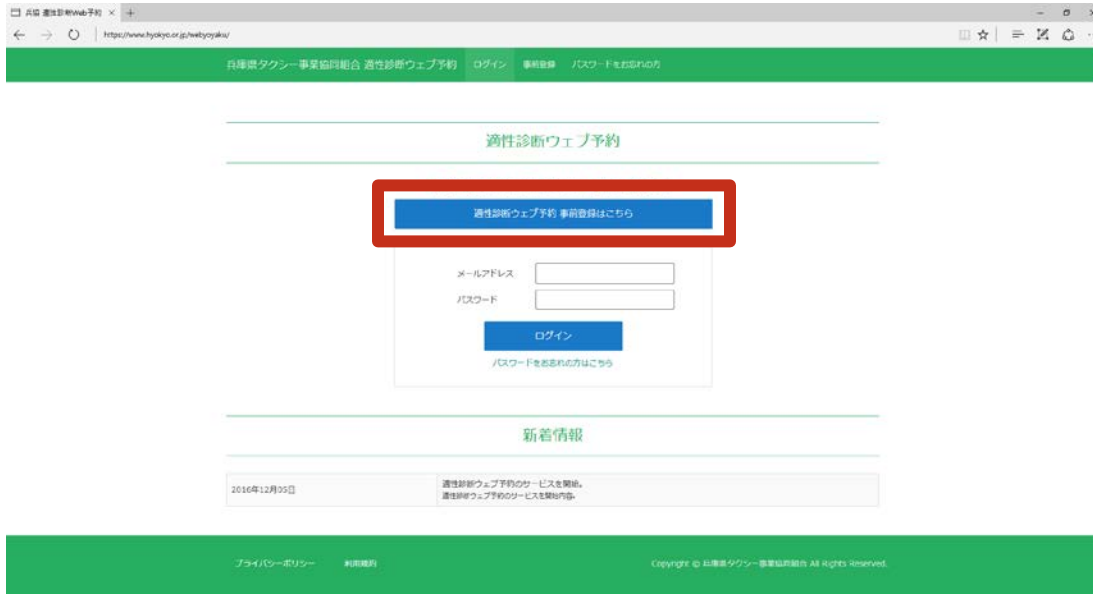 兵協 適性診断Web予約
https://www.hyokyo.or.jp/webyoyaku/
兵庫県タクシー事業協同組合 適性診断ウェブ予約 ログイン 事前登録 パスワードをお忘れの方
適性診断ウェブ予約
適性診断ウェブ予約 事前登録はこちら
メールアドレス
パスワード
ログイン
パスワードをお忘れの方はこちら
新着情報
2016年12月05日
適性診断ウェブ予約のサービスを開始。
適性診断ウェブ予約のサービスを開始内容。
プライバシーポリシー 利用規約
Copyright © 兵庫県タクシー事業協同組合 All Rights Reserved.